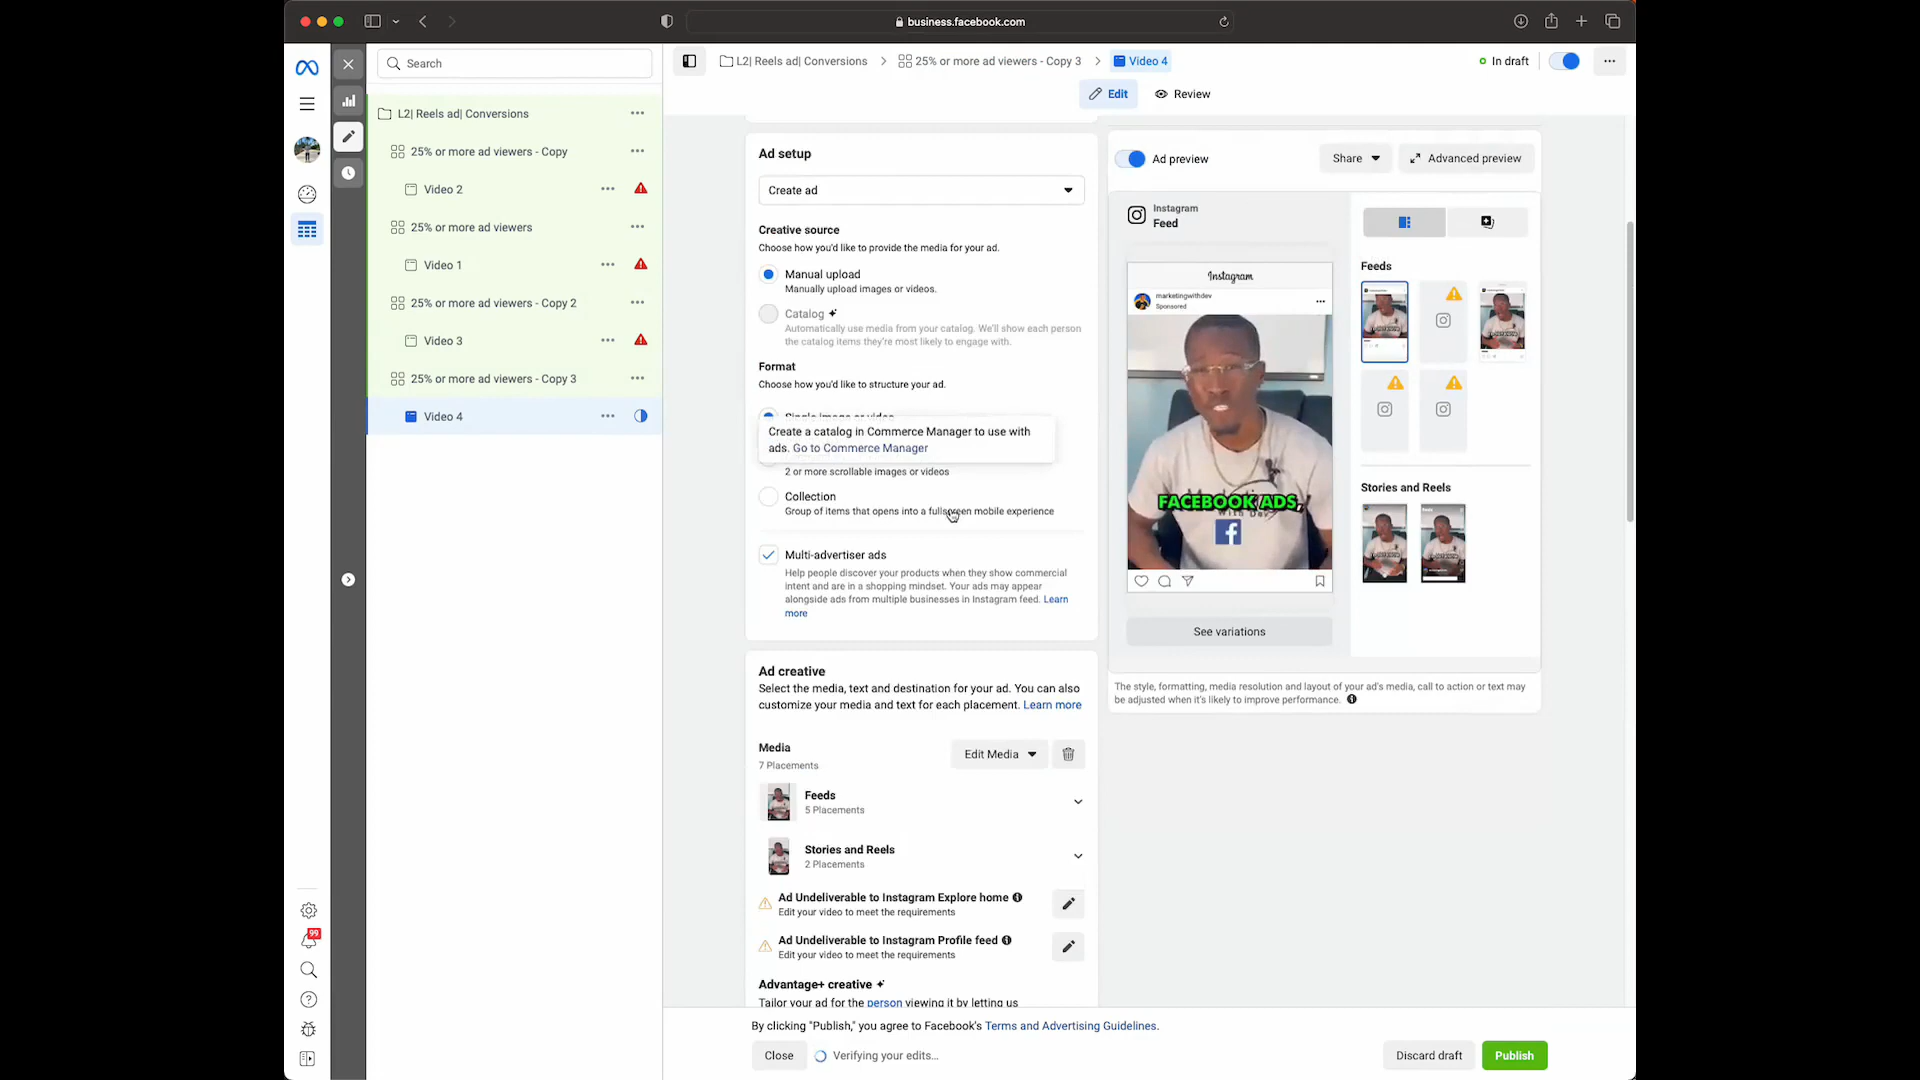 business.facebook.com
Search
L2| Reels ad| Conversions
25% or more ad viewers - Copy
Video 2
25% or more ad viewers
Video 1
25% or more ad viewers - Copy 2
Video 3
25% or more ad viewers - Copy 3
Video 4
99
L2| Reels ad| Conversions > 25% or more ad viewers - Copy 3 > Video 4
In draft
Edit
Review
Ad setup
Create ad
Creative source
Choose how you'd like to provide the media for your ad.
Manual upload
Manually upload images or videos.
Catalog
Automatically use media from your catalog. We'll show each person
the catalog items they're most likely to engage with.
Format
Choose how you'd like to structure your ad.
Single image or video
Create a catalog in Commerce Manager to use with
ads. Go to Commerce Manager
2 or more scrollable images or videos
Collection
Group of items that opens into a fullscreen mobile experience
Multi-advertiser ads
Help people discover your products when they show commercial
intent and are in a shopping mindset. Your ads may appear
alongside ads from multiple businesses in Instagram feed. Learn
more
Ad creative
Select the media, text and destination for your ad. You can also
customize your media and text for each placement. Learn more
Media
7 Placements
Edit Media
Feeds
5 Placements
Stories and Reels
2 Placements
Ad Undeliverable to Instagram Explore home
Edit your video to meet the requirements
Ad Undeliverable to Instagram Profile feed
Edit your video to meet the requirements
Advantage+ creative
Tailor your ad for the person viewing it by letting us
Ad preview
Share
Advanced preview
Instagram
Feed
Instagram
marketingwithdev
Sponsored
FACEBOOK ADS,
With Dev
See variations
Feeds
Stories and Reels
The style, formatting, media resolution and layout of your ad's media, call to action or text may
be adjusted when it's likely to improve performance.
By clicking "Publish," you agree to Facebook's Terms and Advertising Guidelines.
Close
Verifying your edits...
Discard draft
Publish